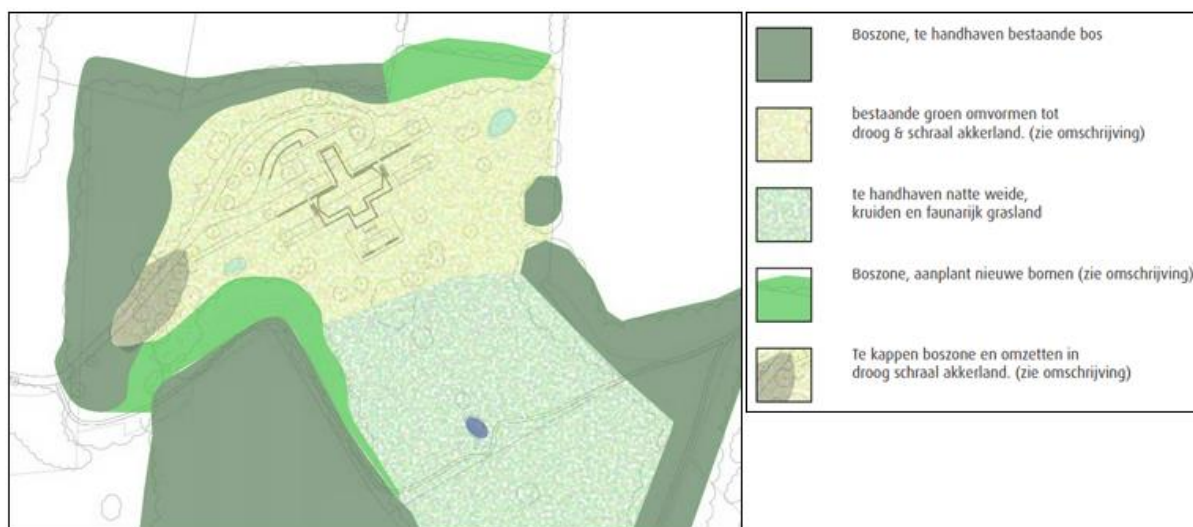 Boszone, te handhaven bestaande bos
bestaande groen omvormen tot
droog & schraal akkerland. (zie omschrijving)
te handhaven natte weide,
kruiden en faunarijk grasland
Boszone, aanplant nieuwe bomen (zie omschrijving)
Te kappen boszone en omzetten in
droog schraal akkerland. (zie omschrijving)